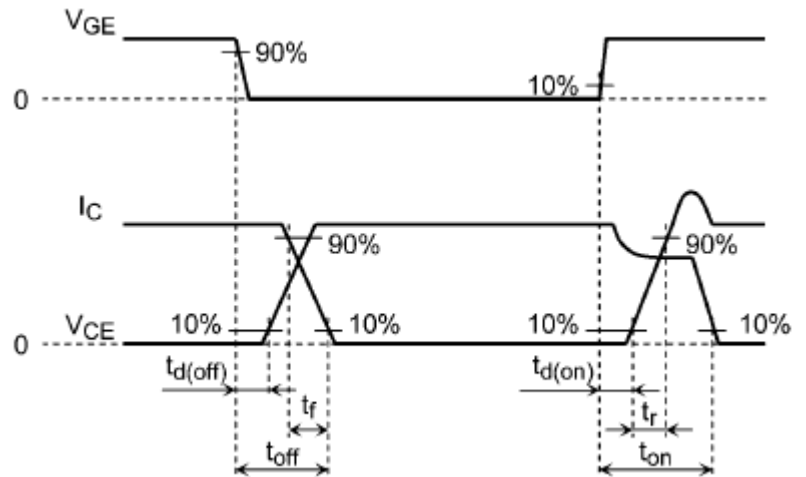 VGE
90%
0
10%
IC
90%
90%
VCE
10%
10%
10%
10%
0
td(off)
td(on)
tf
tr
toff
ton